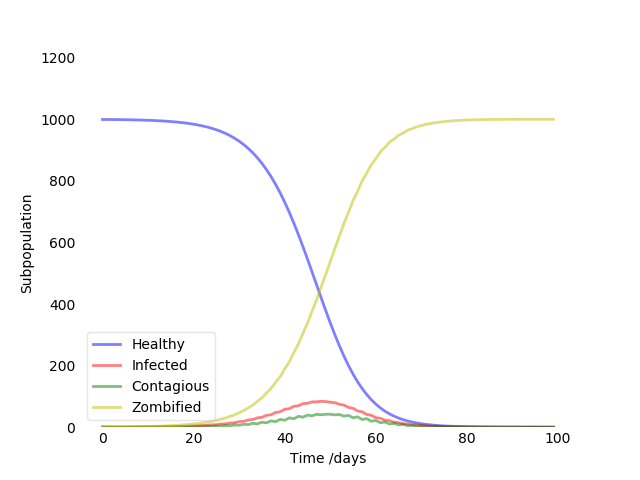 1200
1000
800
600
400
200
0
Subpopulation
Healthy
Infected
Contagious
Zombified
0 20 40 60 80 100
Time /days